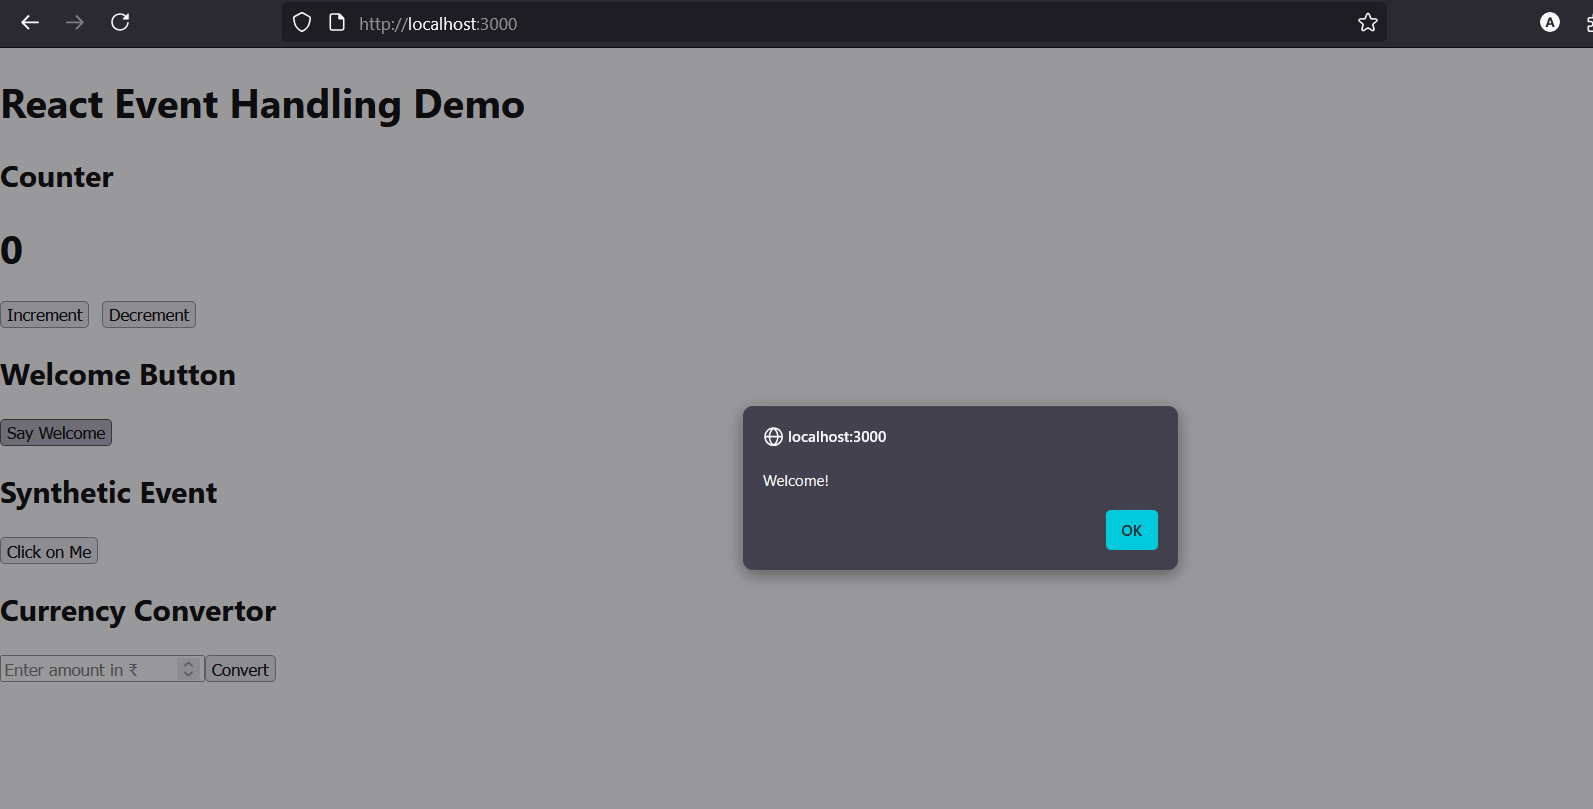 http://localhost:3000
A
React Event Handling Demo
Counter
0
Increment Decrement
Welcome Button
Say Welcome
localhost:3000
Welcome!
OK
Synthetic Event
Click on Me
Currency Convertor
Enter amount in ₹ Convert